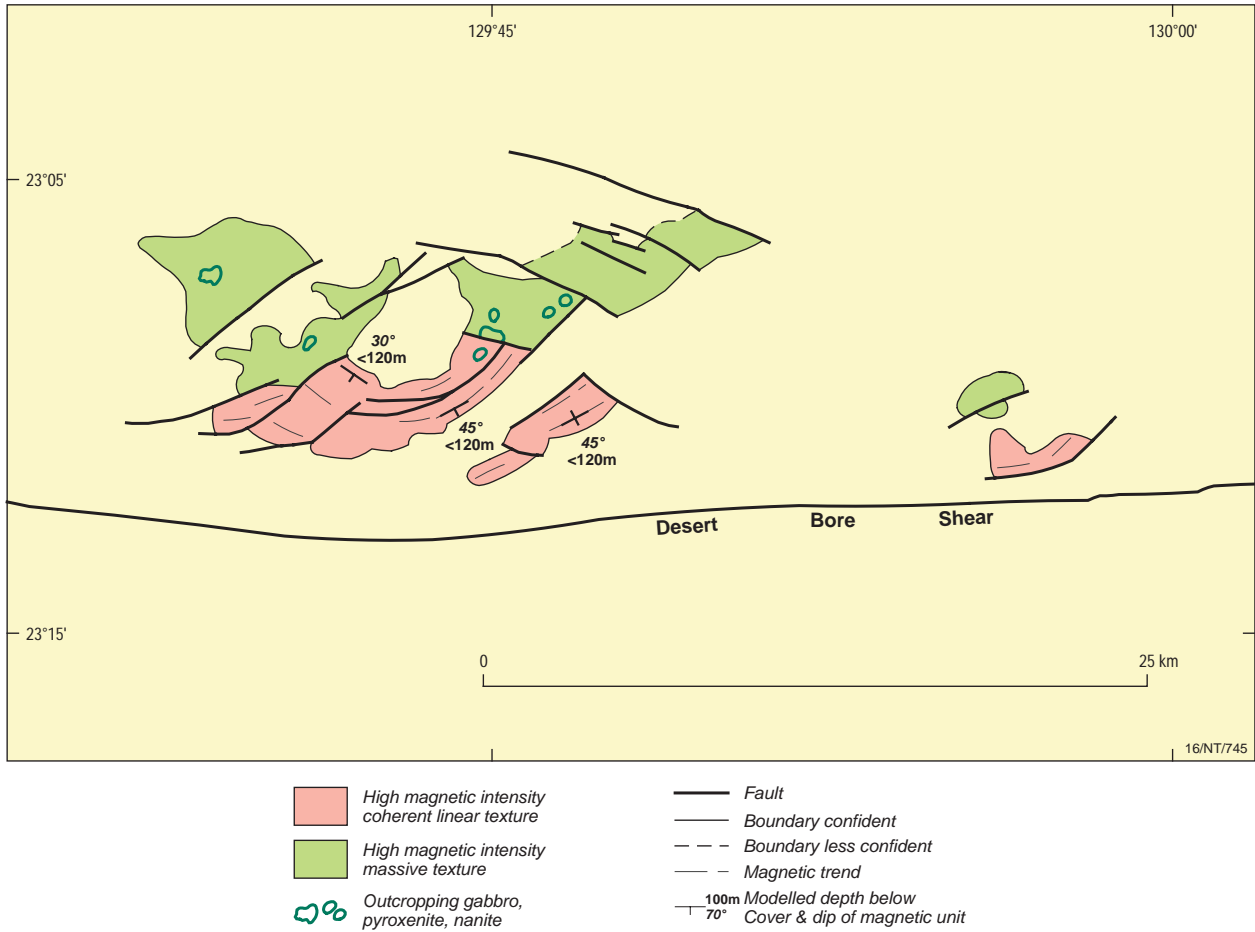 129°45'
130°00'
23°05'
30°
<120m
45°
<120m
45°
<120m
Desert Bore Shear
23°15'
0
25 km
16/NT/745
High magnetic intensity
coherent linear texture
High magnetic intensity
massive texture
Outcropping gabbro,
pyroxenite, nanite
Fault
Boundary confident
Boundary less confident
Magnetic trend
100m
70°
Modelled depth below
Cover & dip of magnetic unit